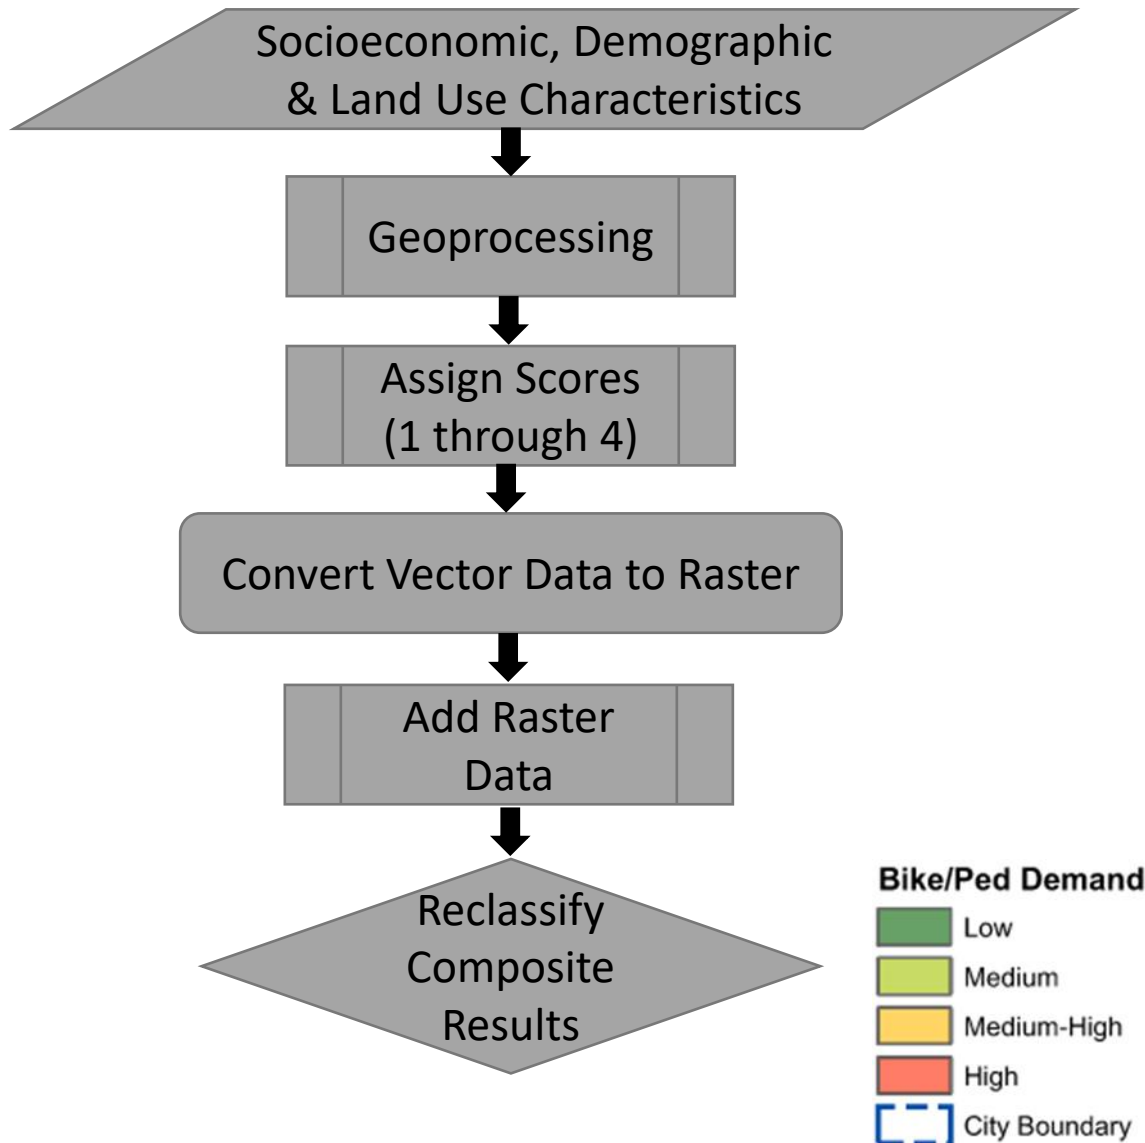 Socioeconomic, Demographic
& Land Use Characteristics
Geoprocessing
Assign Scores
(1 through 4)
Convert Vector Data to Raster
Add Raster
Data
Reclassify
Composite
Results
Bike/Ped Demand
Low
Medium
Medium-High
High
City Boundary